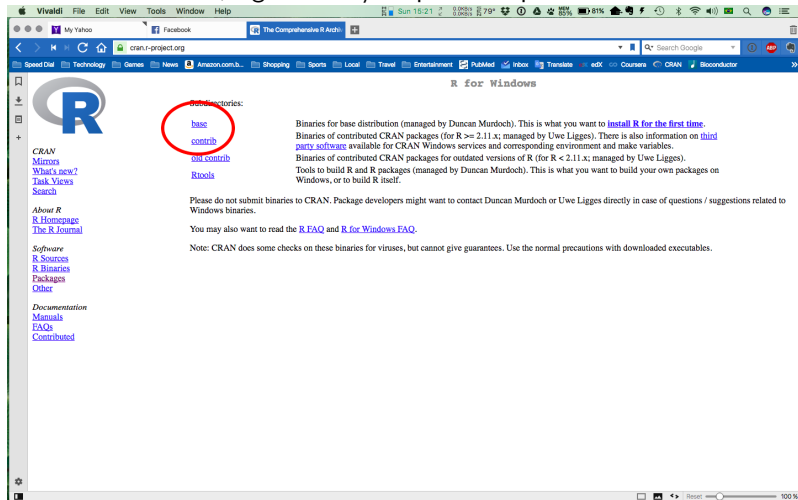 Vivaldi File Edit View Tools Window Help Sun 15:21 0.0KB/s 0.0KB/s 79° MEM 85% 81%
My Yahoo Facebook The Comprehensive R Archiv
cran.r-project.org Search Google ABP
Speed Dial Technology Games News Amazon.com.b... Shopping Sports Local Travel Entertainment PubMed Inbox Translate edX Coursera CRAN Bioconductor
R for Windows
Subdirectories:
base Binaries for base distribution (managed by Duncan Murdoch). This is what you want to install R for the first time.
contrib Binaries of contributed CRAN packages (for R >= 2.11.x; managed by Uwe Ligges). There is also information on third
party software available for CRAN Windows services and corresponding environment and make variables.
old contrib Binaries of contributed CRAN packages for outdated versions of R (for R < 2.11.x; managed by Uwe Ligges).
Rtools Tools to build R and R packages (managed by Duncan Murdoch). This is what you want to build your own packages on
Windows, or to build R itself.
Please do not submit binaries to CRAN. Package developers might want to contact Duncan Murdoch or Uwe Ligges directly in case of questions / suggestions related to
Windows binaries.
You may also want to read the R FAQ and R for Windows FAQ.
Note: CRAN does some checks on these binaries for viruses, but cannot give guarantees. Use the normal precautions with downloaded executables.
R
CRAN
Mirrors
What's new?
Task Views
Search
About R
R Homepage
The R Journal
Software
R Sources
R Binaries
Packages
Other
Documentation
Manuals
FAQs
Contributed
Reset 100 %